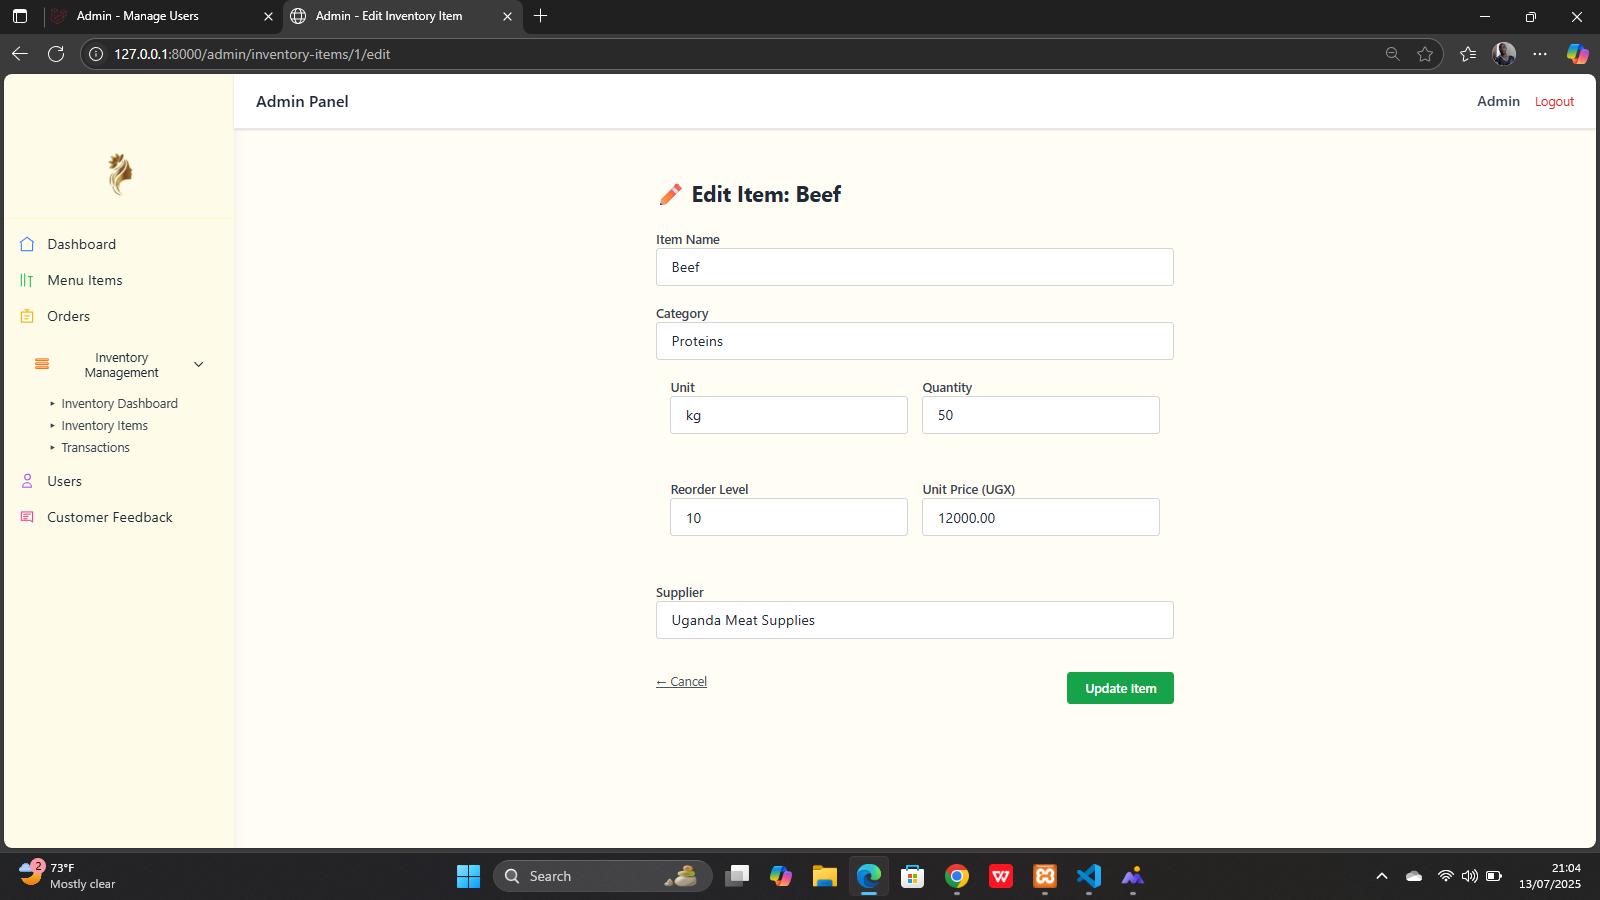 Admin - Manage Users
Admin - Edit Inventory Item
127.0.0.1:8000/admin/inventory-items/1/edit
Admin Panel
Admin
Logout
Dashboard
Menu Items
Orders
Inventory
Management
Inventory Dashboard
Inventory Items
Transactions
Users
Customer Feedback
Edit Item: Beef
Item Name
Beef
Category
Proteins
Unit
Quantity
kg
50
Reorder Level
Unit Price (UGX)
10
12000.00
Supplier
Uganda Meat Supplies
← Cancel
Update Item
2
73°F
Mostly clear
Search
W
21:04
13/07/2025